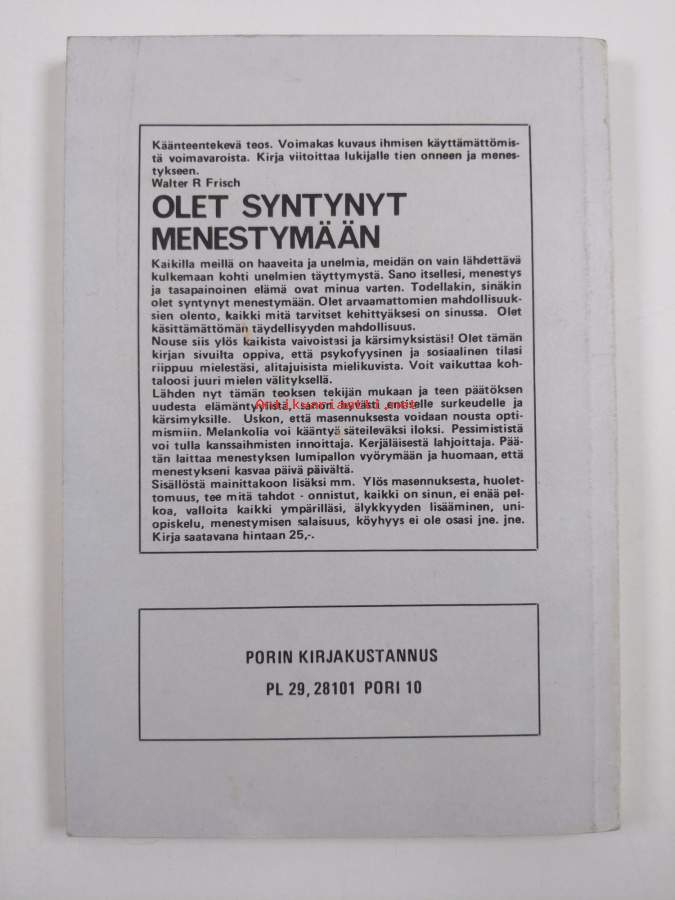 Käänteentekevä teos. Voimakas kuvaus ihmisen käyttämättömis-
tä voimavaroista. Kirja viitoittaa lukijalle tien onneen ja menes-
tykseen.
Walter R Frisch
OLET SYNTYNYT
MENESTYMÄÄN
Kaikilla meillä on haaveita ja unelmia, meidän on vain lähdettävä
kulkemaan kohti unelmien täyttymystä. Sano itsellesi, menestys
ja tasapainoinen elämä ovat minua varten. Todellakin, sinäkin
olet syntynyt menestymään. Olet arvaamattomien mahdollisuuk-
sien olento, kaikki mitä tarvitset kehittyäksesi on sinussa. Olet
käsittämättömän täydellisyyden mahdollisuus.
Nouse siis ylös kaikista vaivoistasi ja kärsimyksistäsi! Olet tämän
kirjan sivuilta oppiva, että psykofyysinen ja sosiaalinen tilasi
riippuu mielestäsi, alitajuisista mielikuvista. Voit vaikuttaa koh-
taloosi juuri mielen välityksellä.
Lähden nyt tämän teoksen tekijän mukaan ja teen päätöksen
uudesta elämäntyylistä, sanon hyvästi entiselle surkeudelle ja
kärsimyksille. Uskon, että masennuksesta voidaan nousta opti-
mismiin. Melankolia voi kääntyä säteileväksi iloksi. Pessimististä
voi tulla kanssaihmisten innoittaja. Kerjäläisestä lahjoittaja. Pää-
tän laittaa menestyksen lumipallon vyörymään ja huomaan, että
menestykseni kasvaa päivä päivältä.
Sisällöstä mainittakoon lisäksi mm. Ylös masennuksesta, huolet-
tomuus, tee mitä tahdot - onnistut, kaikki on sinun, ei enää pel-
koa, valloita kaikki ympärilläsi, älykkyyden lisääminen, uni-
opiskelu, menestymisen salaisuus, köyhyys ei ole osasi jne. jne.
Kirja saatavana hintaan 25,-.
PORIN KIRJAKUSTANNUS
PL 29, 28101 PORI 10